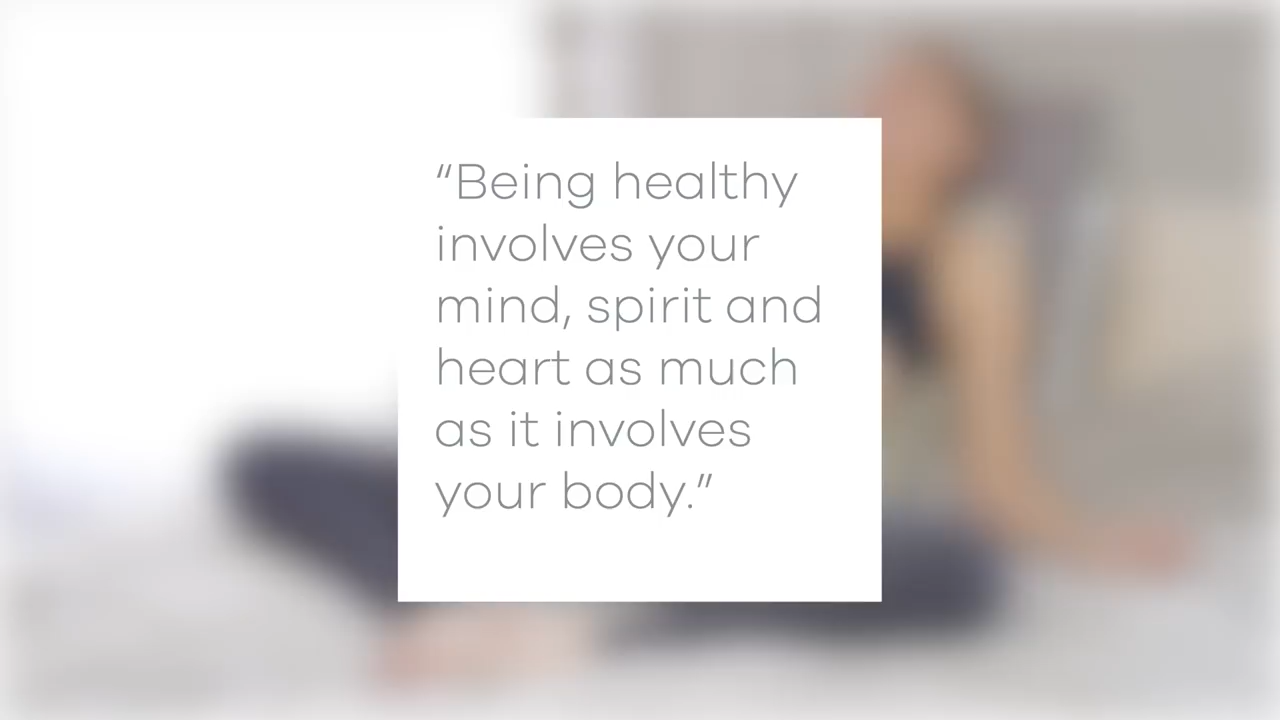 “Being healthy
involves your
mind, spirit and
heart as much
as it involves
your body.”